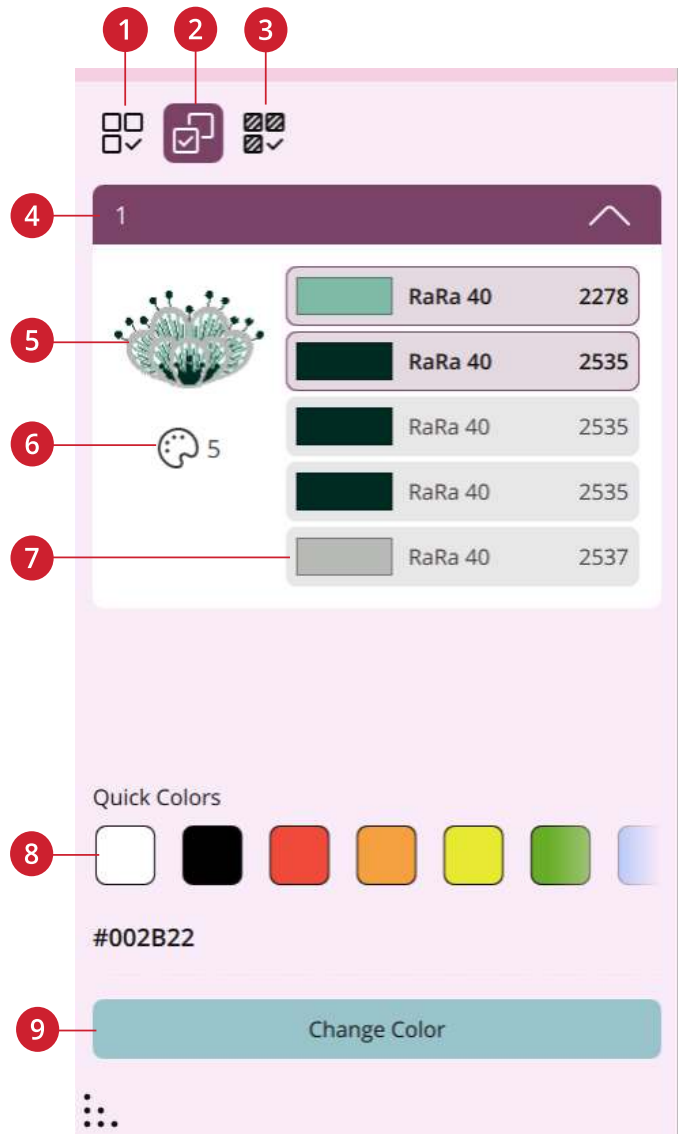 1 2 3
4 1
RaRa 40 2278
5 RaRa 40 2535
6 5 RaRa 40 2535
RaRa 40 2535
7 RaRa 40 2537
Quick Colors
8
#002B22
9 Change Color